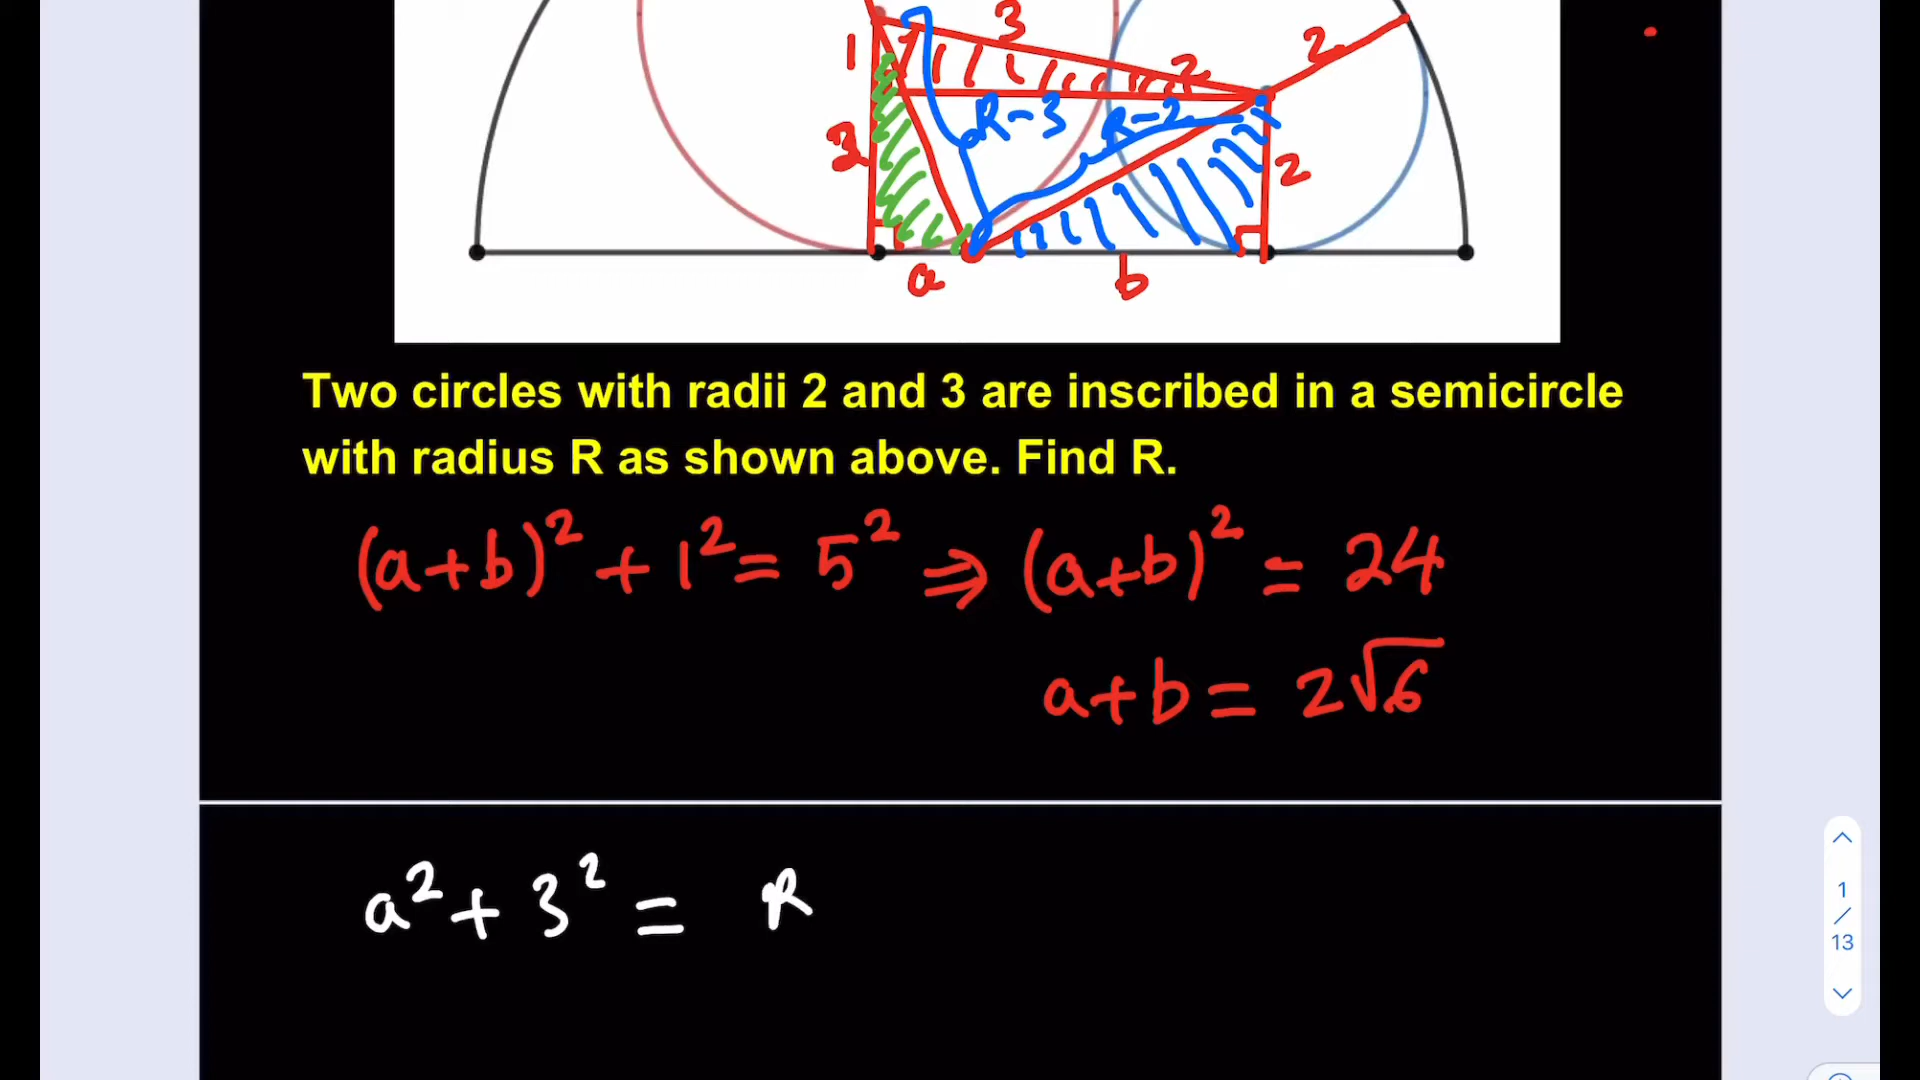 3
1
2
2
R-3
R-2
3
2
a
b
Two circles with radii 2 and 3 are inscribed in a semicircle
with radius R as shown above. Find R.
(a+b)² + 1² = 5² ⇒ (a+b)² = 24
a+b = 2√6
a² + 3² = R
1
/
13